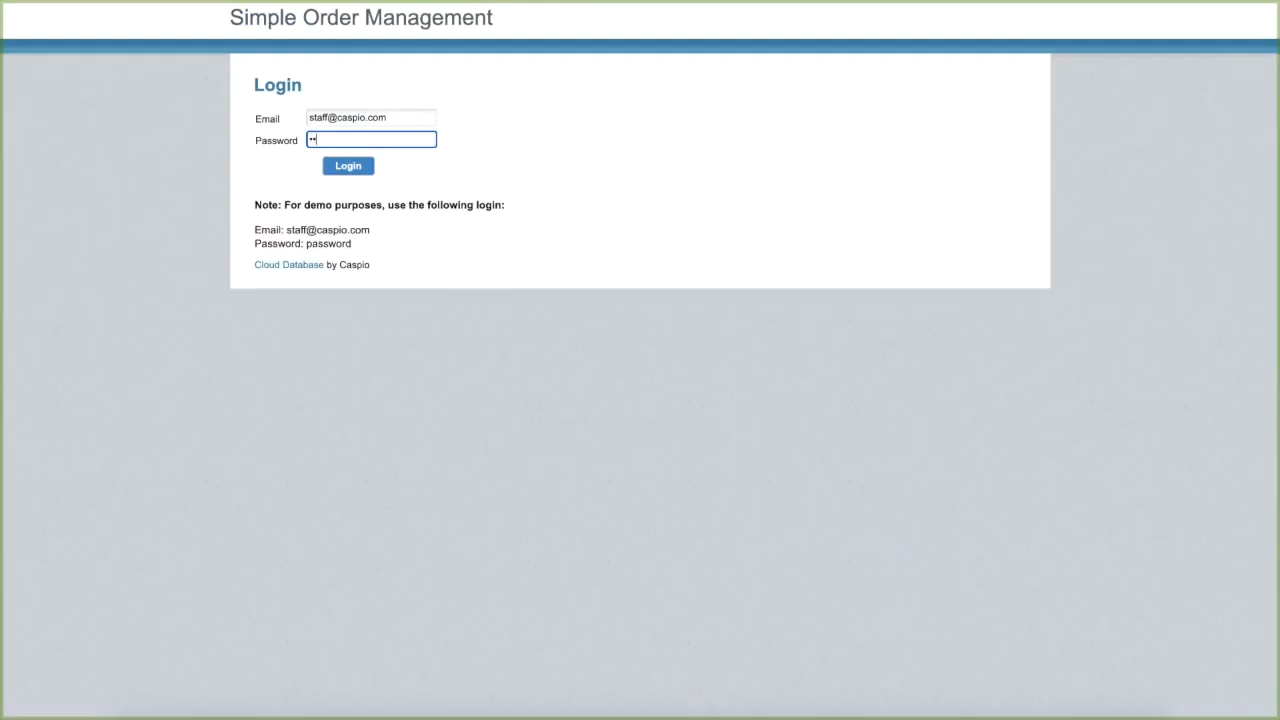 Simple Order Management
Login
Email staff@caspio.com
Password ••
Login
Note: For demo purposes, use the following login:
Email: staff@caspio.com
Password: password
Cloud Database by Caspio